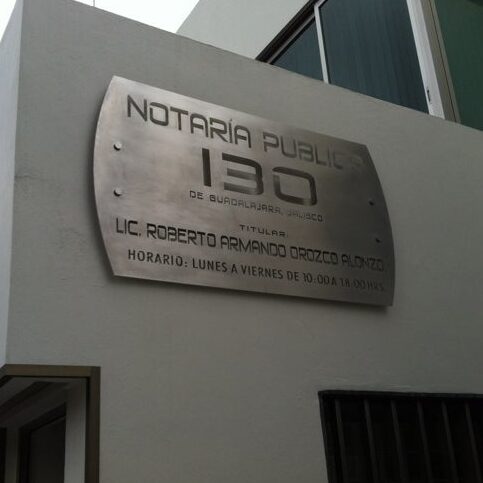 NOTARÍA PUBLICA
130
DE GUADALAJARA, JALISCO
TITULAR:
LIC. ROBERTO ARMANDO OROZCO ALONZO
HORARIO: LUNES A VIERNES DE 10:00 A 18:00 HRS.